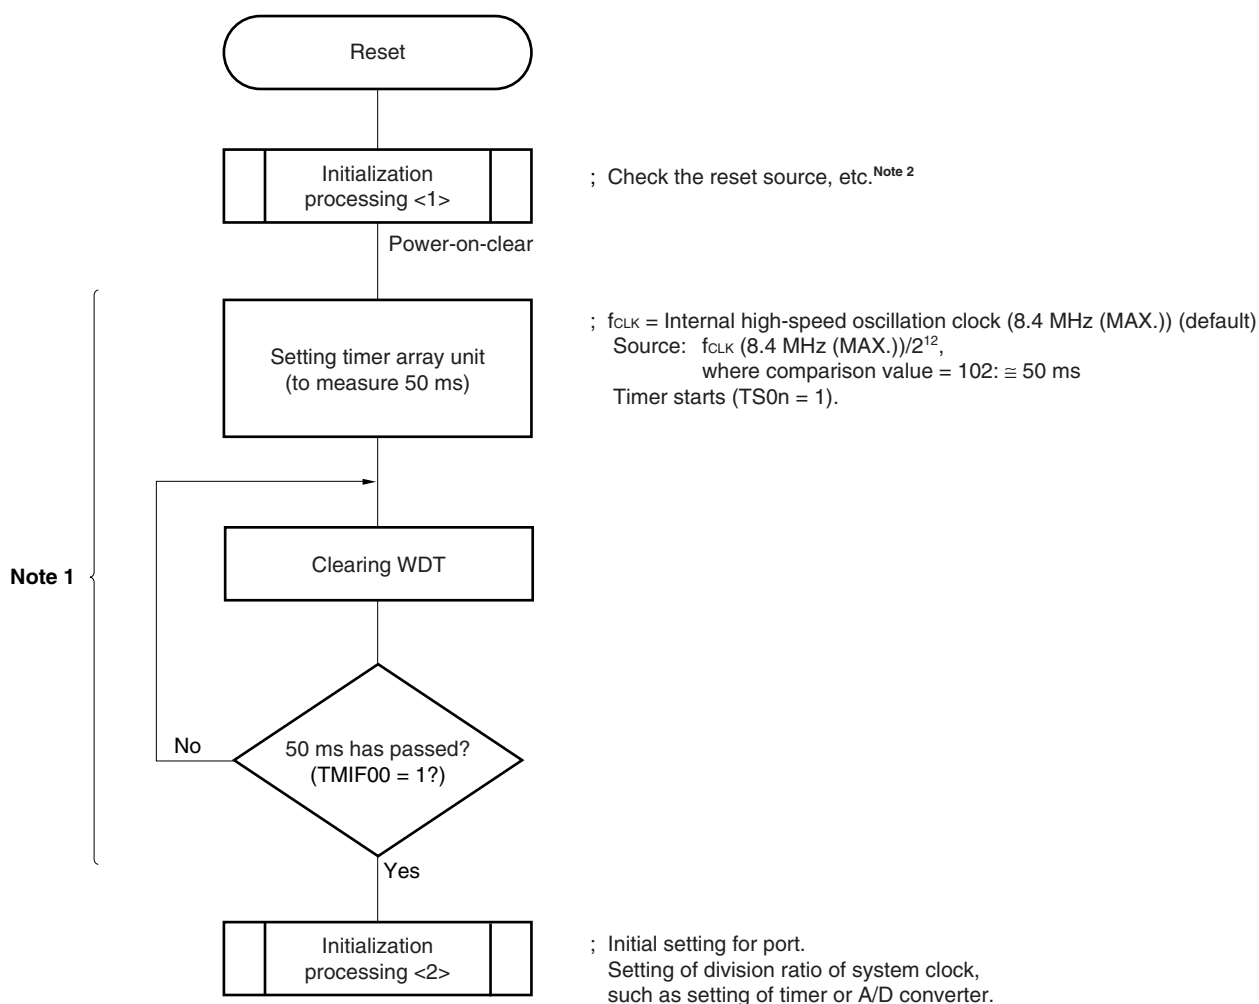 Reset
Initialization
processing <1>
; Check the reset source, etc.Note 2
Power-on-clear
Setting timer array unit
(to measure 50 ms)
; fCLK = Internal high-speed oscillation clock (8.4 MHz (MAX.)) (default)
Source: fCLK (8.4 MHz (MAX.))/2^12,
where comparison value = 102: ≅ 50 ms
Timer starts (TS0n = 1).
Note 1
Clearing WDT
No
50 ms has passed?
(TMIF00 = 1?)
Yes
Initialization
processing <2>
; Initial setting for port.
Setting of division ratio of system clock,
such as setting of timer or A/D converter.